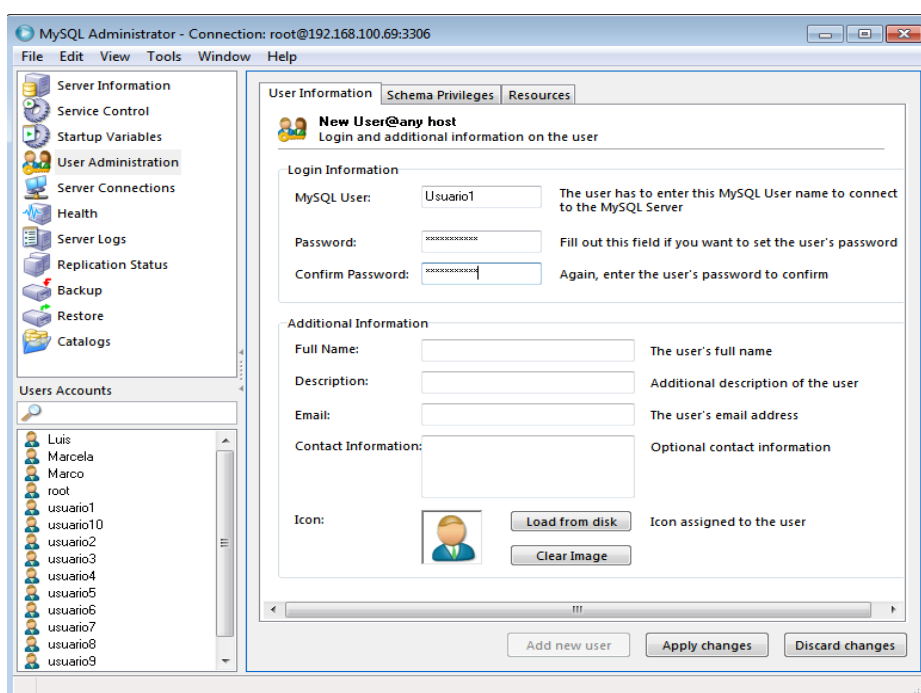 MySQL Administrator - Connection: root@192.168.100.69:3306
File Edit View Tools Window Help
Server Information
Service Control
Startup Variables
User Administration
Server Connections
Health
Server Logs
Replication Status
Backup
Restore
Catalogs
Users Accounts
Luis
Marcela
Marco
root
usuario1
usuario10
usuario2
usuario3
usuario4
usuario5
usuario6
usuario7
usuario8
usuario9
User Information Schema Privileges Resources
New User@any host
Login and additional information on the user
Login Information
MySQL User: Usuario1 The user has to enter this MySQL User name to connect
to the MySQL Server
Password: xxxxxxxxxxx Fill out this field if you want to set the user's password
Confirm Password: xxxxxxxxxxx Again, enter the user's password to confirm
Additional Information
Full Name: The user's full name
Description: Additional description of the user
Email: The user's email address
Contact Information: Optional contact information
Icon: Load from disk Icon assigned to the user
Clear Image
Add new user Apply changes Discard changes